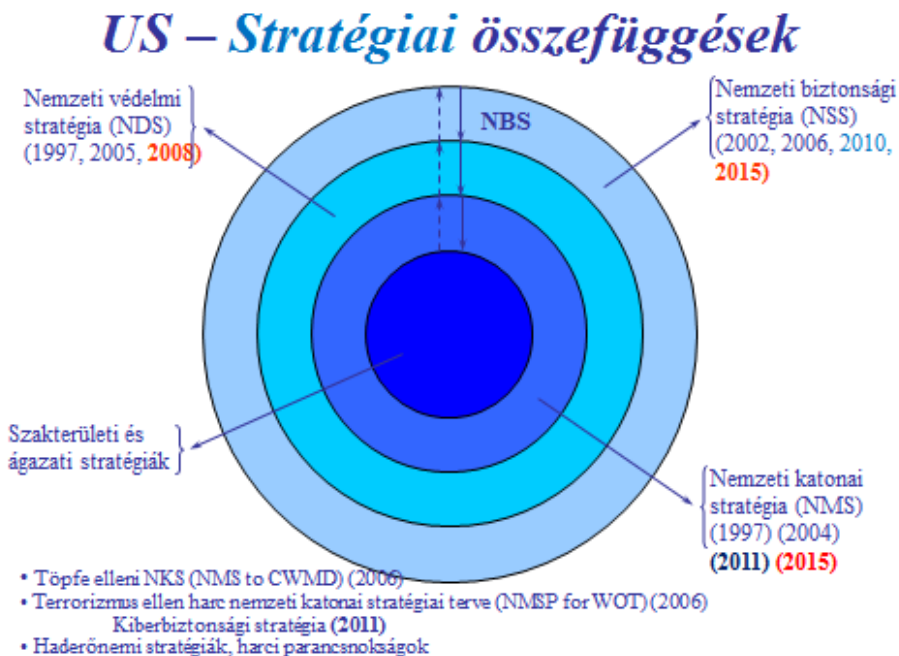 US – Stratégiai összefüggések
Nemzeti védelmi
stratégia (NDS)
(1997, 2005, 2008)
NBS
Nemzeti biztonsági
stratégia (NSS)
(2002, 2006, 2010,
2015)
Szakterületi és
ágazati stratégiák
Nemzeti katonai
stratégia (NMS)
(1997) (2004)
(2011) (2015)
• Töpfe elleni NKS (NMS to CWMD) (2006)
• Terrorizmus ellen harc nemzeti katonai stratégiai terve (NMSP for WOT) (2006)
Kiberbiztonsági stratégia (2011)
• Haderőnemi stratégiák, harci parancsnokságok